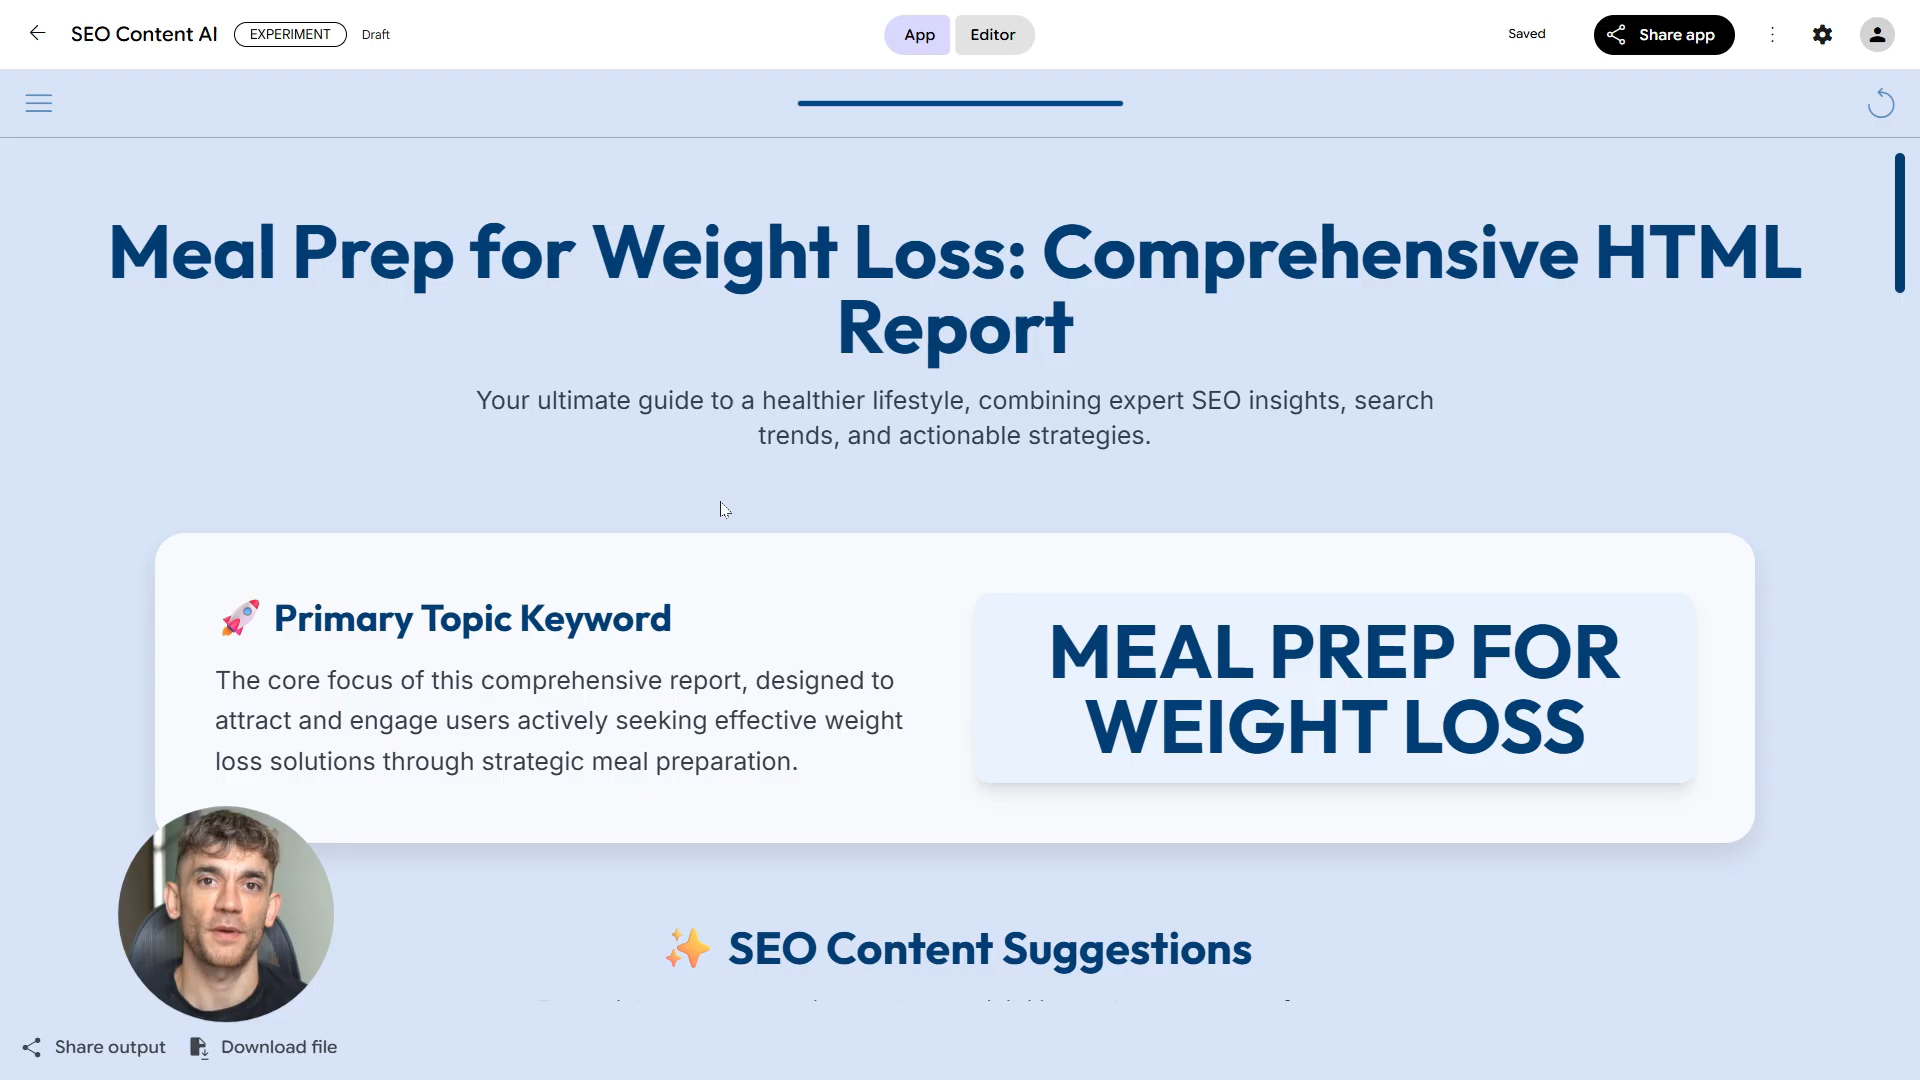 SEO Content AI
EXPERIMENT
Draft
App
Editor
Saved
Share app
Meal Prep for Weight Loss: Comprehensive HTML
Report
Your ultimate guide to a healthier lifestyle, combining expert SEO insights, search
trends, and actionable strategies.
🚀 Primary Topic Keyword
The core focus of this comprehensive report, designed to
attract and engage users actively seeking effective weight
loss solutions through strategic meal preparation.
MEAL PREP FOR
WEIGHT LOSS
✨ SEO Content Suggestions
Share output
Download file